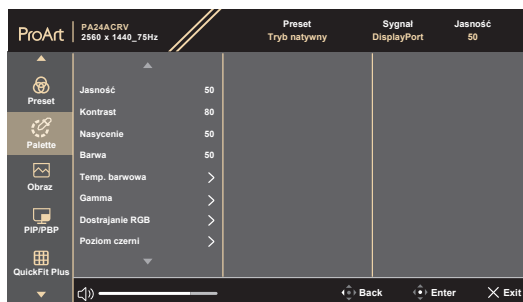 ProArt
PA24ACRV
2560 x 1440_75Hz
Preset
Tryb natywny
Sygnał
DisplayPort
Jasność
50
Preset
Palette
Obraz
PIP/PBP
QuickFit Plus
Jasność 50
Kontrast 80
Nasycenie 50
Barwa 50
Temp. barwowa
Gamma
Dostrajanie RGB
Poziom czerni
Back
Enter
Exit